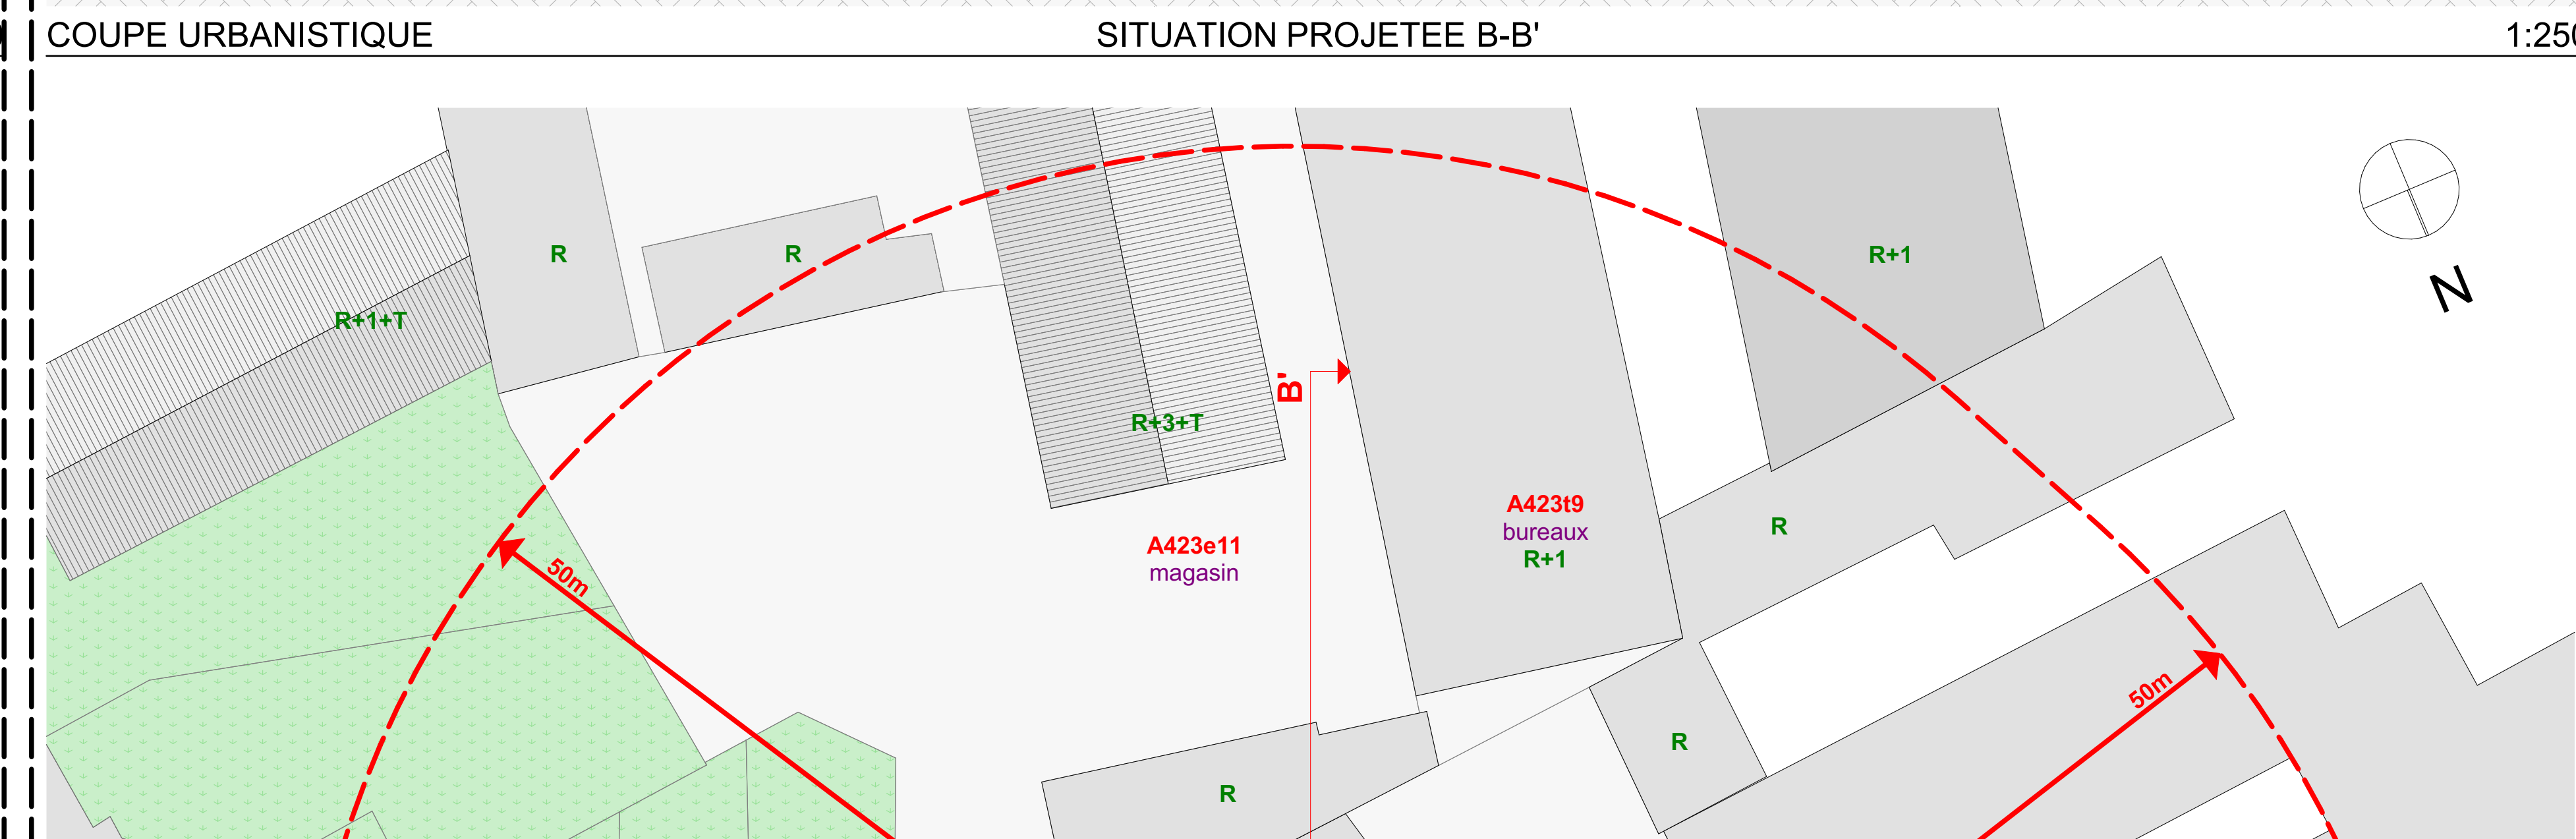 COUPE URBANISTIQUE
SITUATION PROJETEE B-B'
1:250
R
R
R+1+T
R+1
N
B'
R+3+T
A423t9
bureaux
R+1
A423e11
magasin
R
50m
50m
R
R